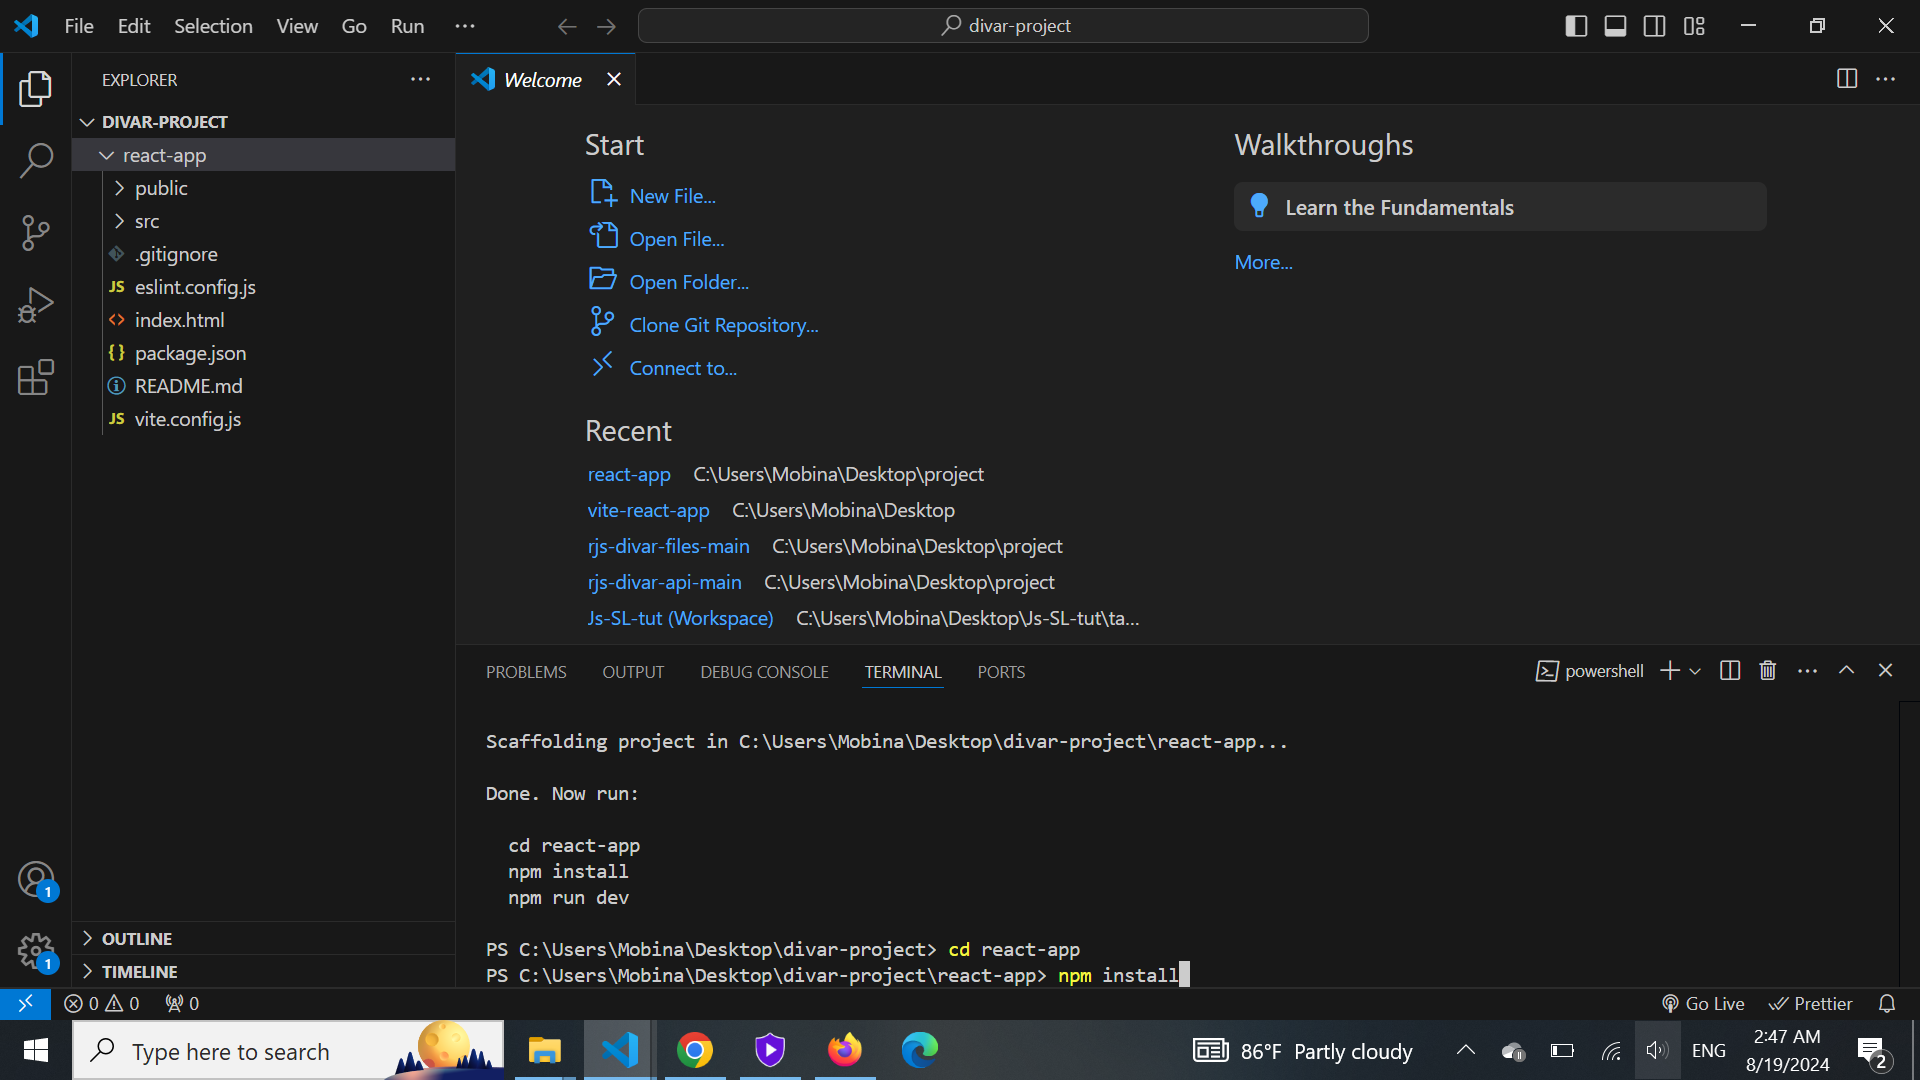 File Edit Selection View Go Run ···
divar-project
EXPLORER
DIVAR-PROJECT
react-app
public
src
.gitignore
JS eslint.config.js
<> index.html
{} package.json
README.md
JS vite.config.js
OUTLINE
TIMELINE
Welcome
Start
New File...
Open File...
Open Folder...
Clone Git Repository...
Connect to...
Recent
react-app C:\Users\Mobina\Desktop\project
vite-react-app C:\Users\Mobina\Desktop
rjs-divar-files-main C:\Users\Mobina\Desktop\project
rjs-divar-api-main C:\Users\Mobina\Desktop\project
Js-SL-tut (Workspace) C:\Users\Mobina\Desktop\Js-SL-tut\ta...
Walkthroughs
Learn the Fundamentals
More...
PROBLEMS OUTPUT DEBUG CONSOLE TERMINAL PORTS
powershell
Scaffolding project in C:\Users\Mobina\Desktop\divar-project\react-app...
Done. Now run:
cd react-app
npm install
npm run dev
PS C:\Users\Mobina\Desktop\divar-project> cd react-app
PS C:\Users\Mobina\Desktop\divar-project\react-app> npm install
1
1
0 0 0
Go Live Prettier
Type here to search
86°F Partly cloudy
ENG
2:47 AM
8/19/2024
2